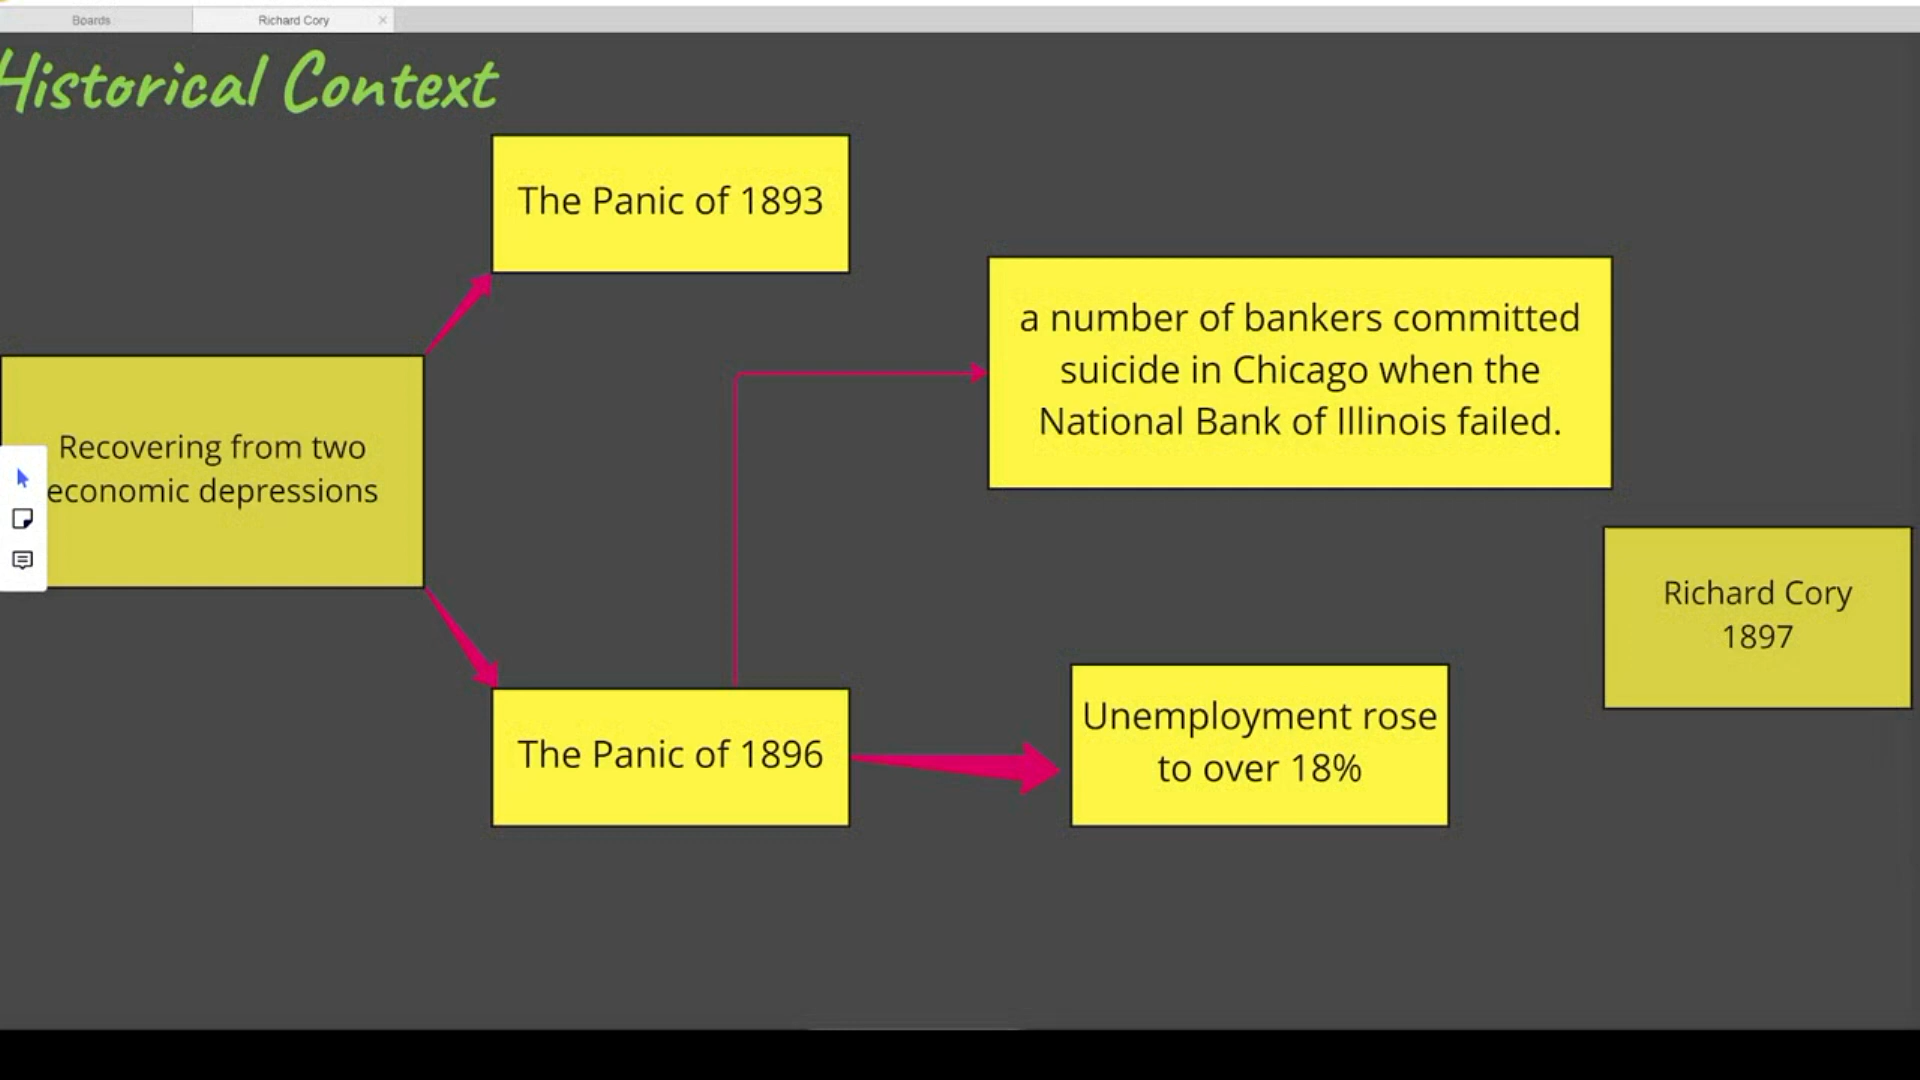 Boards
Richard Cory
Historical Context
The Panic of 1893
a number of bankers committed
suicide in Chicago when the
National Bank of Illinois failed.
Recovering from two
economic depressions
Richard Cory
1897
Unemployment rose
to over 18%
The Panic of 1896